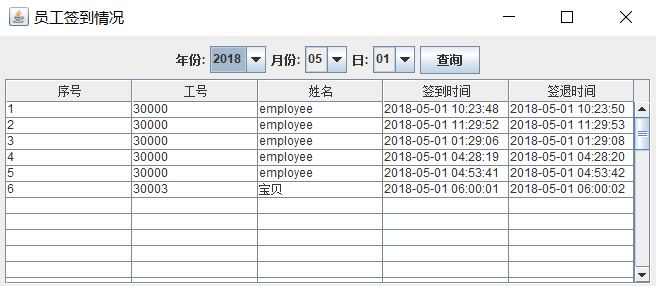 员工签到情况
年份: 2018 月份: 05 日: 01 查询
序号 工号 姓名 签到时间 签退时间
1 30000 employee 2018-05-01 10:23:48 2018-05-01 10:23:50
2 30000 employee 2018-05-01 11:29:52 2018-05-01 11:29:53
3 30000 employee 2018-05-01 01:29:06 2018-05-01 01:29:08
4 30000 employee 2018-05-01 04:28:19 2018-05-01 04:28:20
5 30000 employee 2018-05-01 04:53:41 2018-05-01 04:53:42
6 30003 宝贝 2018-05-01 06:00:01 2018-05-01 06:00:02